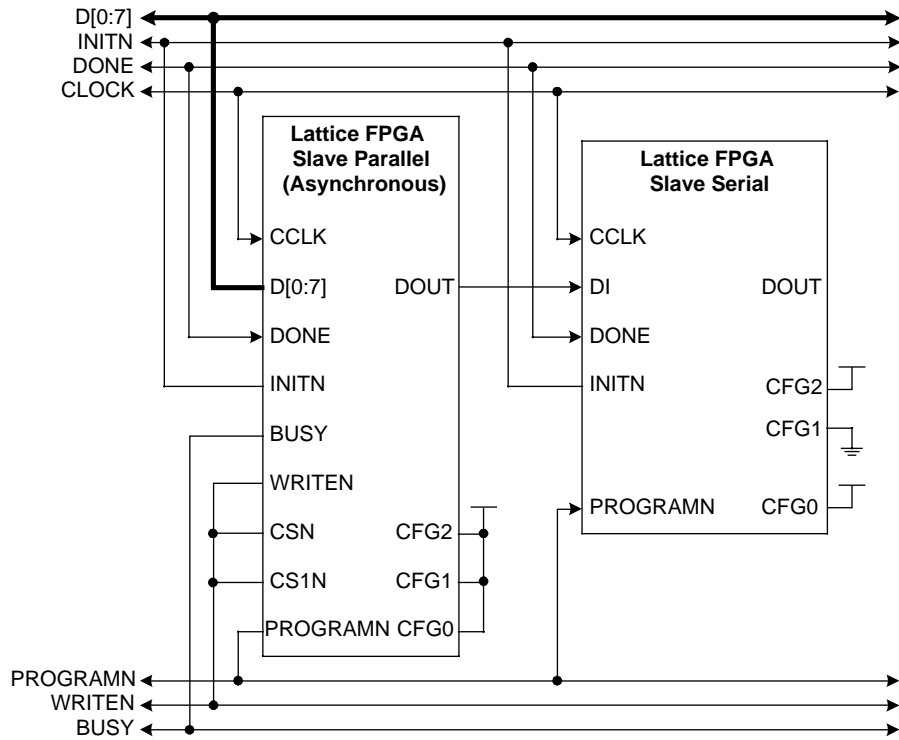 D[0:7]
INITN
DONE
CLOCK
Lattice FPGA
Slave Parallel
(Asynchronous)
CCLK
D[0:7]
DOUT
DONE
INITN
BUSY
WRITEN
CSN
CFG2
CS1N
CFG1
PROGRAMN
CFG0
Lattice FPGA
Slave Serial
CCLK
DI
DOUT
DONE
INITN
CFG2
CFG1
PROGRAMN
CFG0
PROGRAMN
WRITEN
BUSY